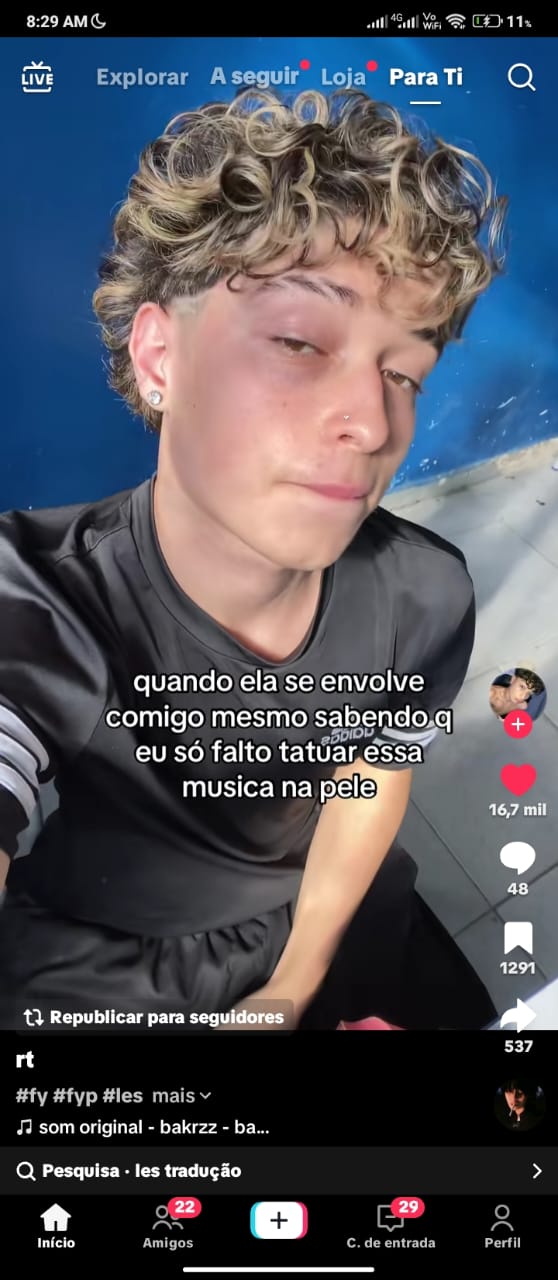 8:29 AM
4G
Vo
WiFi
11%
LIVE
Explorar A seguir Loja Para Ti
quando ela se envolve
comigo mesmo sabendo q
eu só falto tatuar essa
musica na pele
adidas
16,7 mil
48
1291
537
Republicar para seguidores
rt
#fy #fyp #les mais
som original - bakrzz - ba...
Pesquisa · les tradução
22
29
Início
Amigos
C. de entrada
Perfil